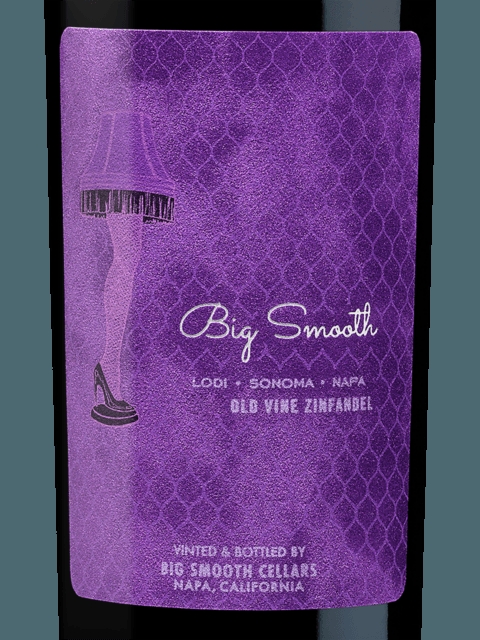 Big Smooth
LODI • SONOMA • NAPA
OLD VINE ZINFANDEL
VINTED & BOTTLED BY
BIG SMOOTH CELLARS
NAPA, CALIFORNIA